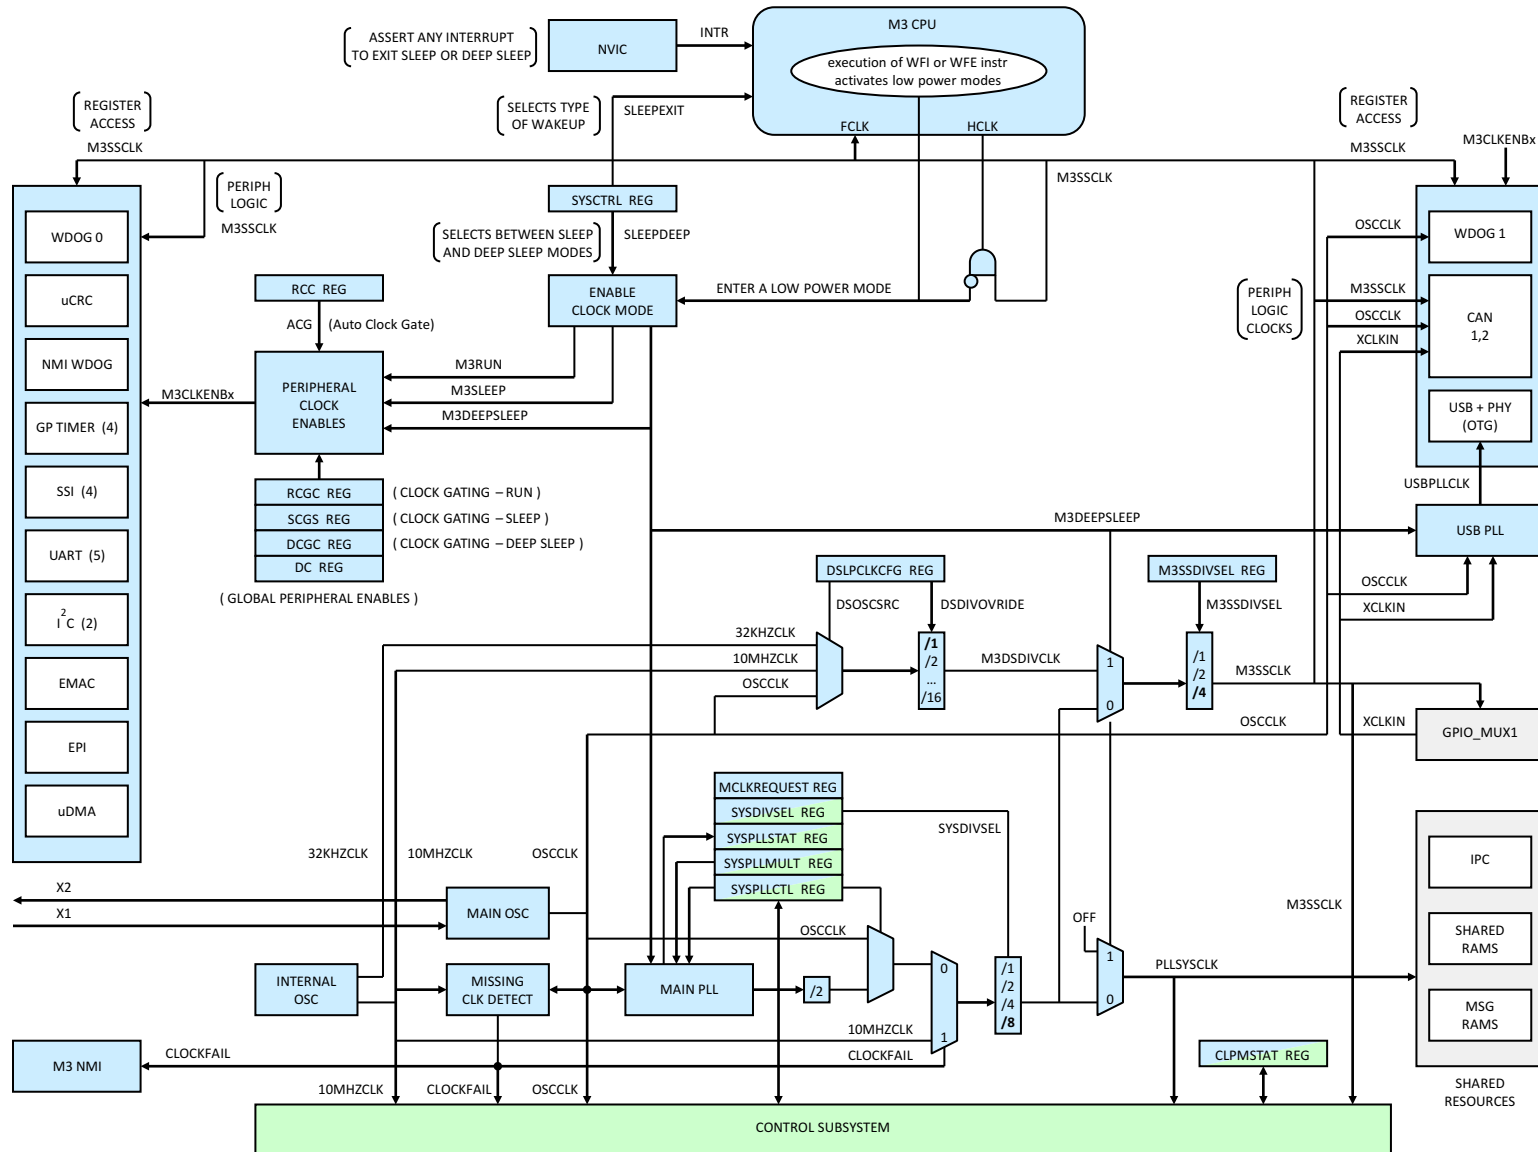 M3 CPU
ASSERT ANY INTERRUPT
TO EXIT SLEEP OR DEEP SLEEP
NVIC
INTR
execution of WFI or WFE instr
activates low power modes
SELECTS TYPE
OF WAKEUP
SLEEPEXIT
FCLK
HCLK
REGISTER
ACCESS
M3SSCLK
REGISTER
ACCESS
M3SSCLK
M3CLKENBx
PERIPH
LOGIC
M3SSCLK
SYSCTRL REG
M3SSCLK
SELECTS BETWEEN SLEEP
AND DEEP SLEEP MODES
SLEEPDEEP
ENABLE
CLOCK MODE
ENTER A LOW POWER MODE
WDOG 0
uCRC
NMI WDOG
GP TIMER (4)
SSI (4)
UART (5)
I2C (2)
EMAC
EPI
uDMA
RCC REG
ACG
(Auto Clock Gate)
PERIPHERAL
CLOCK
ENABLES
M3CLKENBx
M3RUN
M3SLEEP
M3DEEPSLEEP
RCGC REG
( CLOCK GATING – RUN )
SCGS REG
( CLOCK GATING – SLEEP )
DCGC REG
( CLOCK GATING – DEEP SLEEP )
DC REG
( GLOBAL PERIPHERAL ENABLES )
OSCCLK
WDOG 1
PERIPH
LOGIC
CLOCKS
M3SSCLK
OSCCLK
XCLKIN
CAN
1,2
USB + PHY
(OTG)
USBPLLCLK
M3DEEPSLEEP
USB PLL
OSCCLK
XCLKIN
DSLPCLKCFG REG
DSOSCSRC
DSDIVOVRIDE
M3SSDIVSEL REG
M3SSDIVSEL
32KHZCLK
10MHZCLK
OSCCLK
/1
/2
...
/16
M3DSDIVCLK
1
0
/1
/2
/4
M3SSCLK
OSCCLK
XCLKIN
GPIO_MUX1
MCLKREQUEST REG
SYSDIVSEL REG
SYSPLLSTAT REG
SYSPLLMULT REG
SYSPLLCTL REG
SYSDIVSEL
32KHZCLK
10MHZCLK
OSCCLK
X2
X1
MAIN OSC
OSCCLK
OFF
M3SSCLK
IPC
SHARED
RAMS
MSG
RAMS
SHARED
RESOURCES
INTERNAL
OSC
MISSING
CLK DETECT
MAIN PLL
/2
0
1
/1
/2
/4
/8
1
0
PLLSYSCLK
10MHZCLK
CLOCKFAIL
M3 NMI
CLOCKFAIL
CLPMSTAT REG
10MHZCLK
CLOCKFAIL
OSCCLK
CONTROL SUBSYSTEM